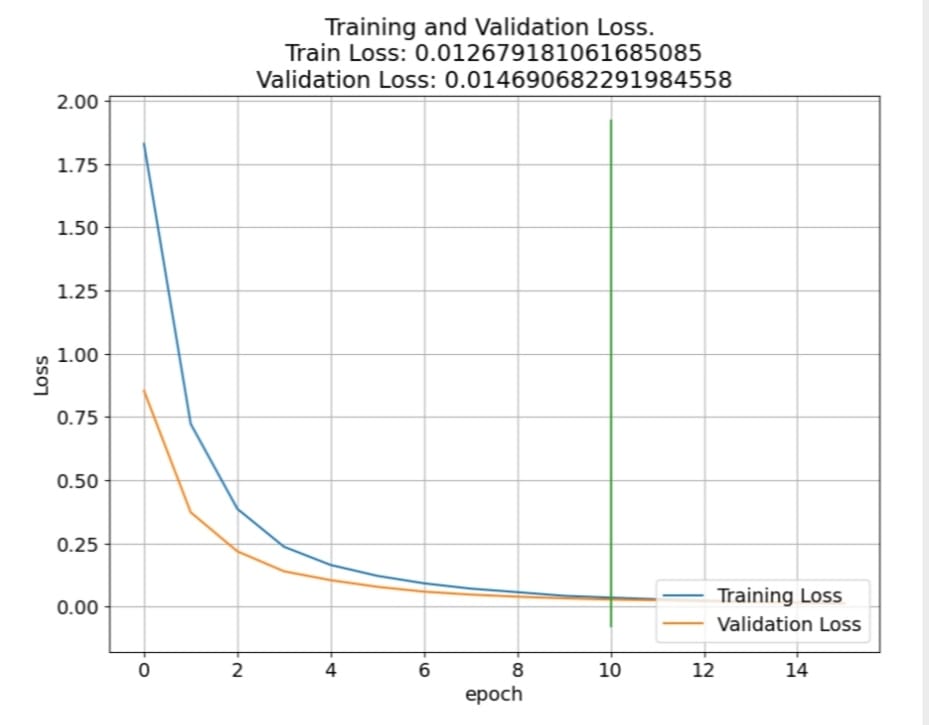 Training and Validation Loss.
Train Loss: 0.012679181061685085
Validation Loss: 0.014690682291984558
2.00
1.75
1.50
1.25
1.00
0.75
0.50
0.25
0.00
Loss
Training Loss
Validation Loss
0 2 4 6 8 10 12 14
epoch